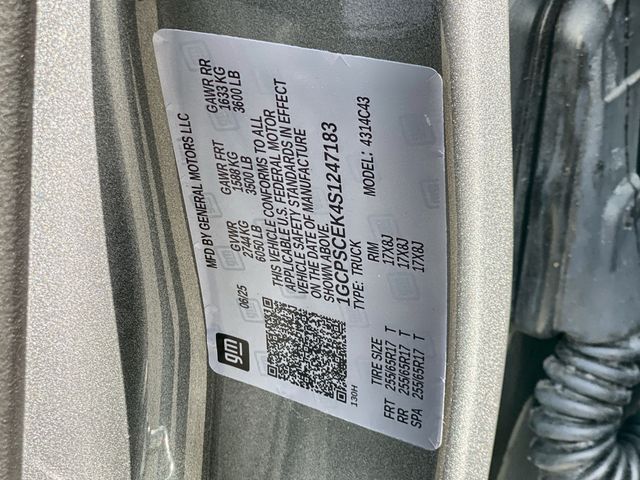 gm
MFD BY GENERAL MOTORS LLC
06/25 GVWR GAWR FRT GAWR RR
2744 KG 1598 KG 1633 KG
6050 LB 3500 LB 3600 LB
THIS VEHICLE CONFORMS TO ALL
APPLICABLE U.S. FEDERAL MOTOR
VEHICLE SAFETY STANDARDS IN EFFECT
ON THE DATE OF MANUFACTURE
SHOWN ABOVE.
1GCPSCEK4S1247183
TYPE: TRUCK MODEL: 4314C43
130H
TIRE SIZE RIM
FRT 255/65R17 T 17X8J
RR 255/65R17 T 17X8J
SPA 255/65R17 T 17X8J